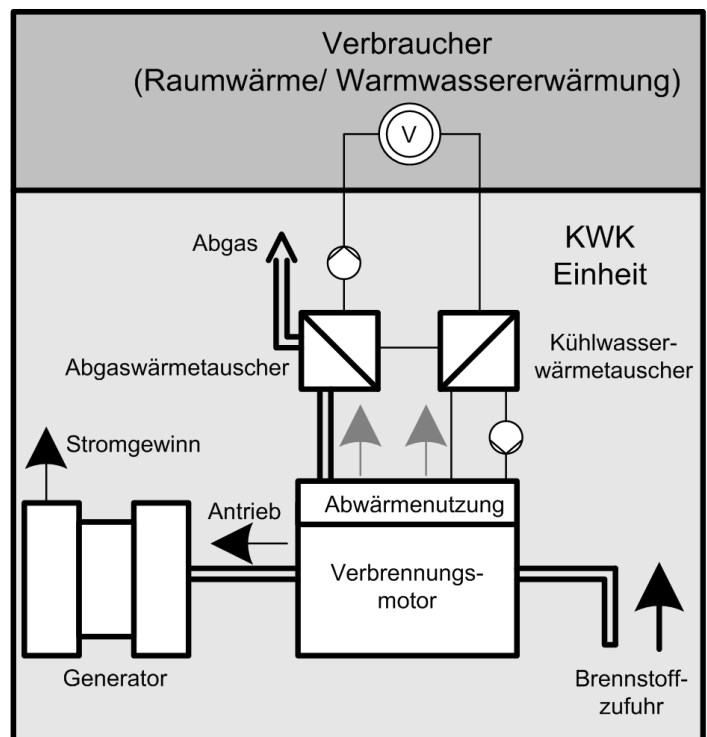 Verbraucher
(Raumwärme/ Warmwassererwärmung)
V
Abgas
KWK
Einheit
Abgaswärmetauscher
Kühlwasser-
wärmetauscher
Stromgewinn
Antrieb
Abwärmenutzung
Verbrennungs-
motor
Generator
Brennstoff-
zufuhr